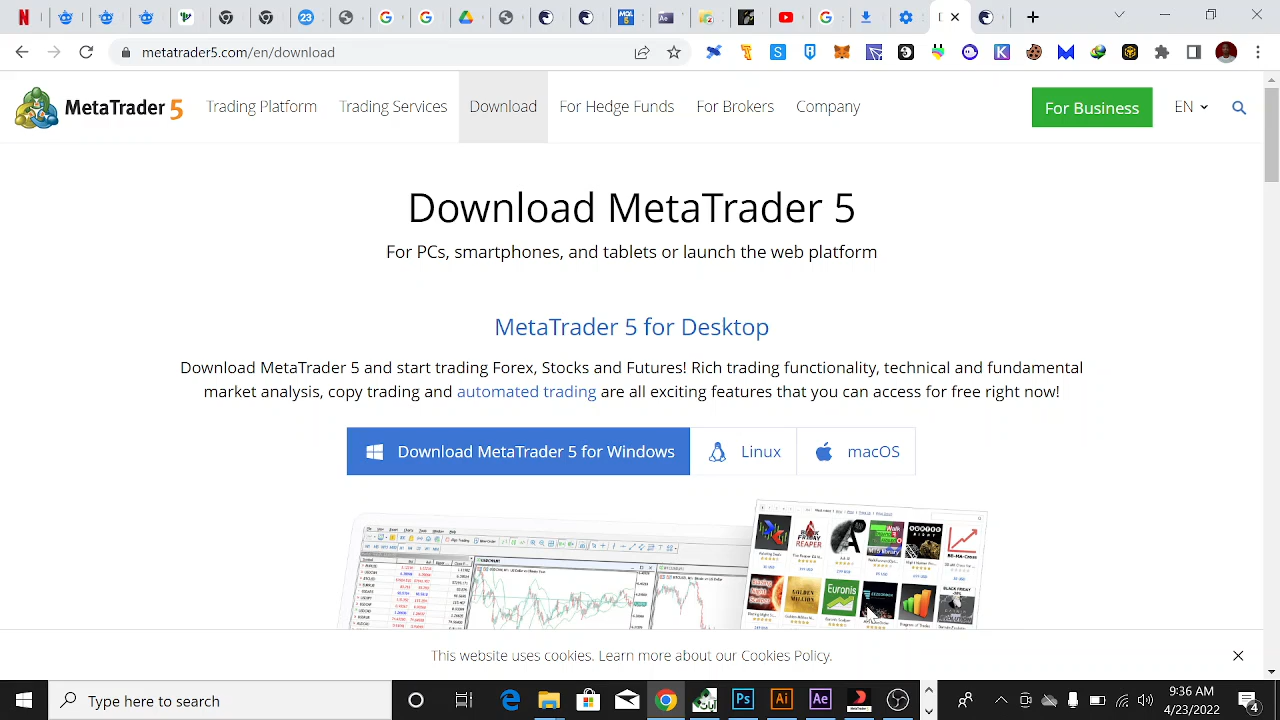 23
metatrader5.com/en/download
MetaTrader 5
Trading Platform
Trading Services
Download
For Hedge Funds
For Brokers
Company
For Business
EN
Download MetaTrader 5
For PCs, smartphones, and tablets or launch the web platform
MetaTrader 5 for Desktop
Download MetaTrader 5 and start trading Forex, Stocks and Futures! Rich trading functionality, technical and fundamental
market analysis, copy trading and automated trading are all exciting features that you can access for free right now!
Download MetaTrader 5 for Windows
Linux
macOS
Euronis
This website uses cookies. Learn more about our Cookies Policy.
Type here to search
Ps
Ai
Ae
9:36 AM
4/23/2022